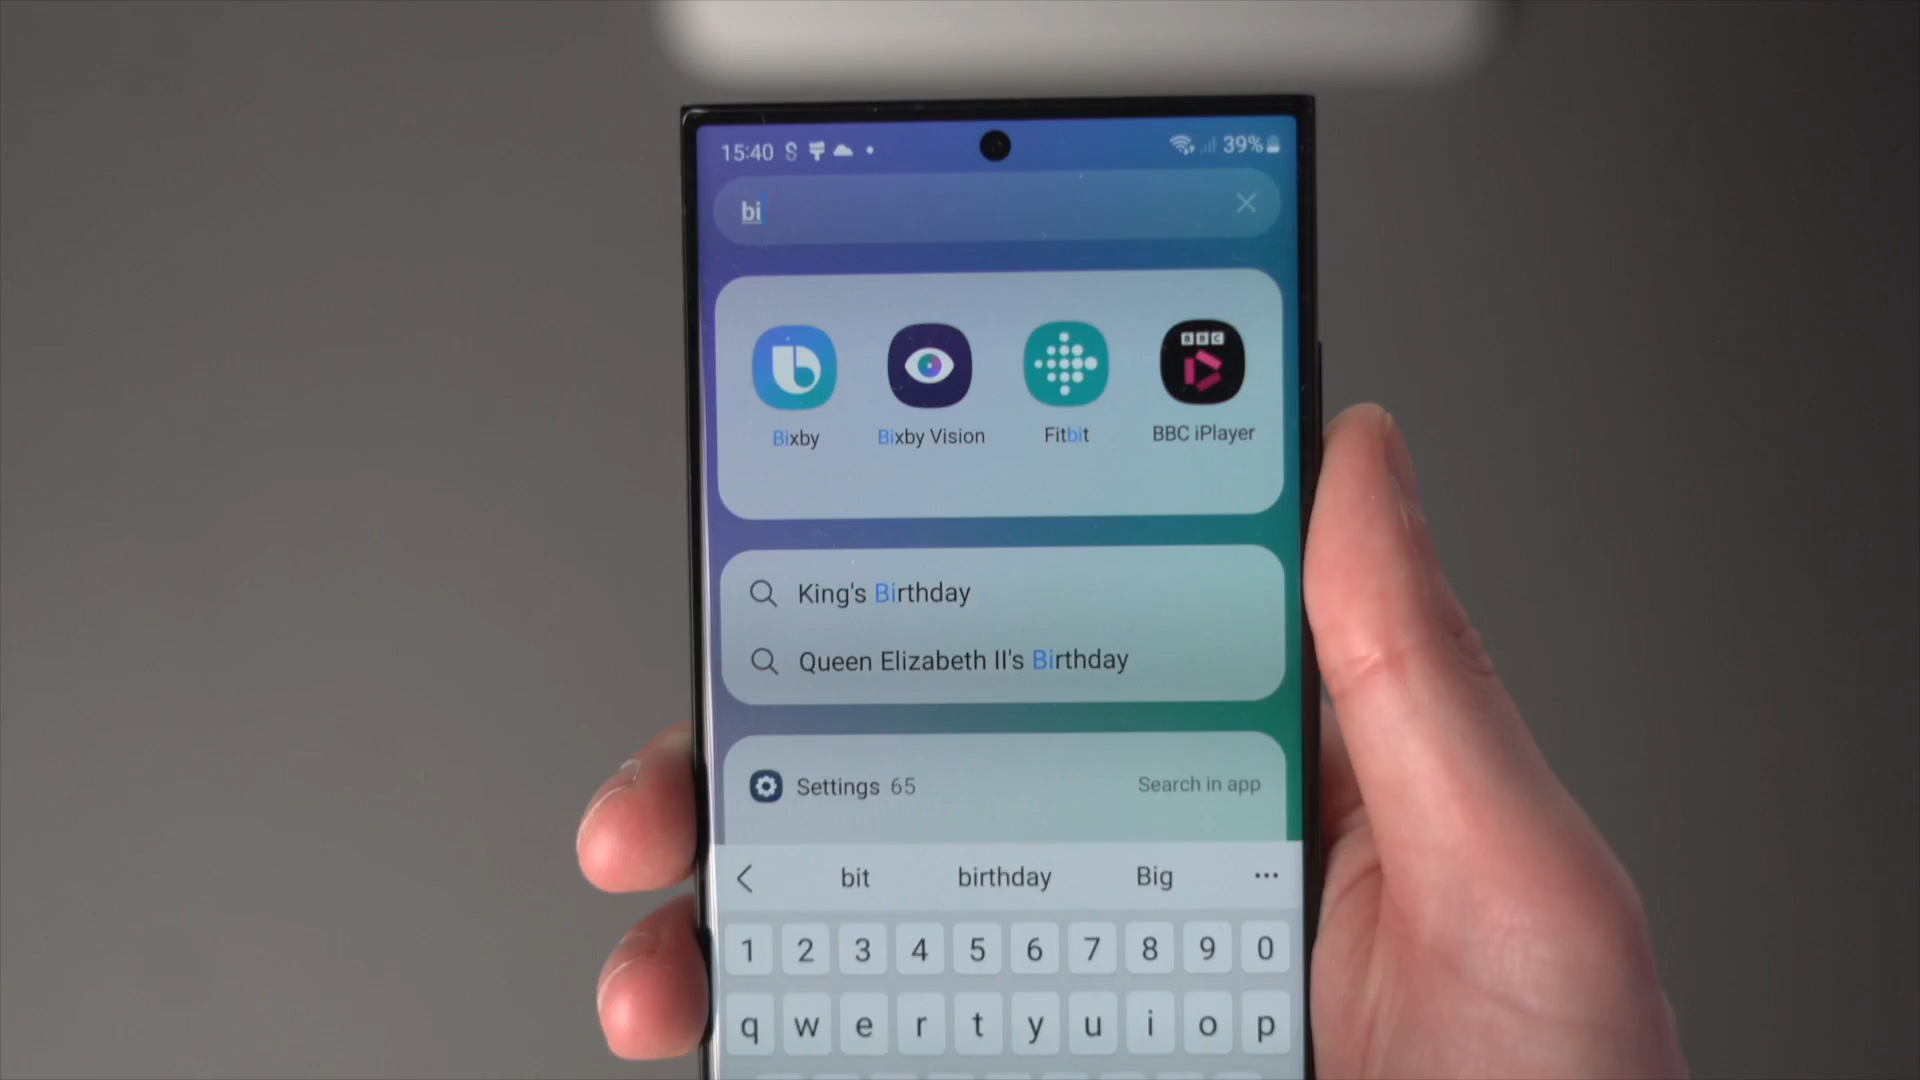 15:40 39%
bi
BBC
Bixby Bixby Vision Fitbit BBC iPlayer
King's Birthday
Queen Elizabeth II's Birthday
Settings 65 Search in app
bit birthday Big
1 2 3 4 5 6 7 8 9 0
q w e r t y u i o p